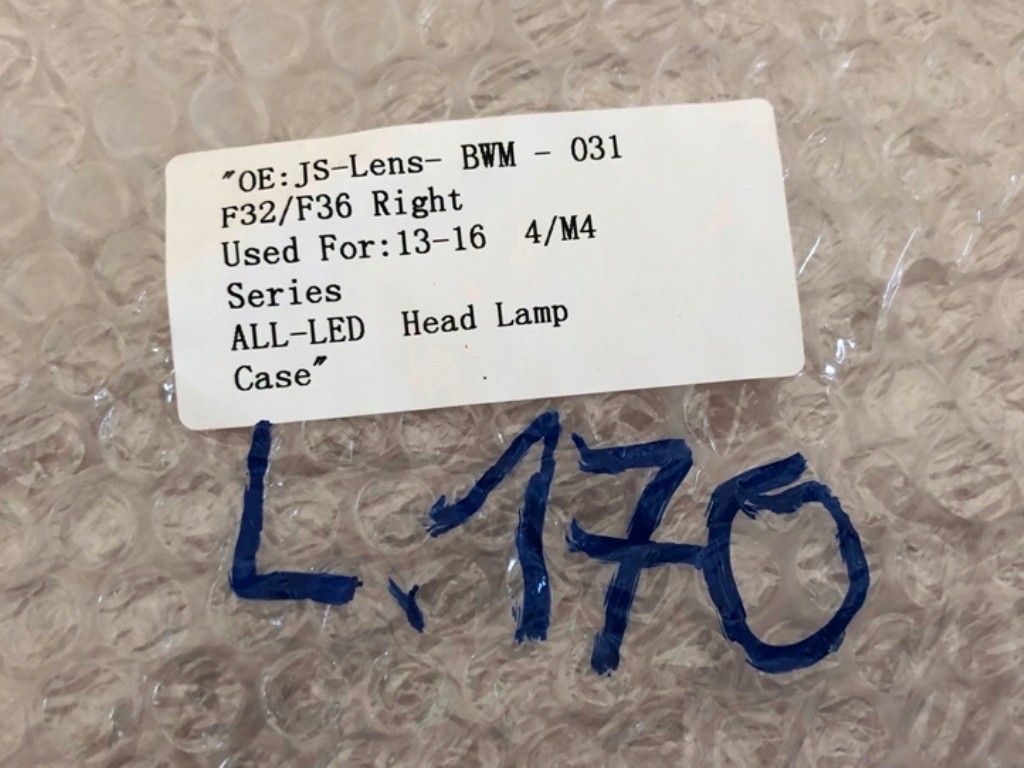 "OE:JS-Lens- BWM - 031
F32/F36 Right
Used For:13-16 4/M4
Series
ALL-LED Head Lamp
Case"
L.170